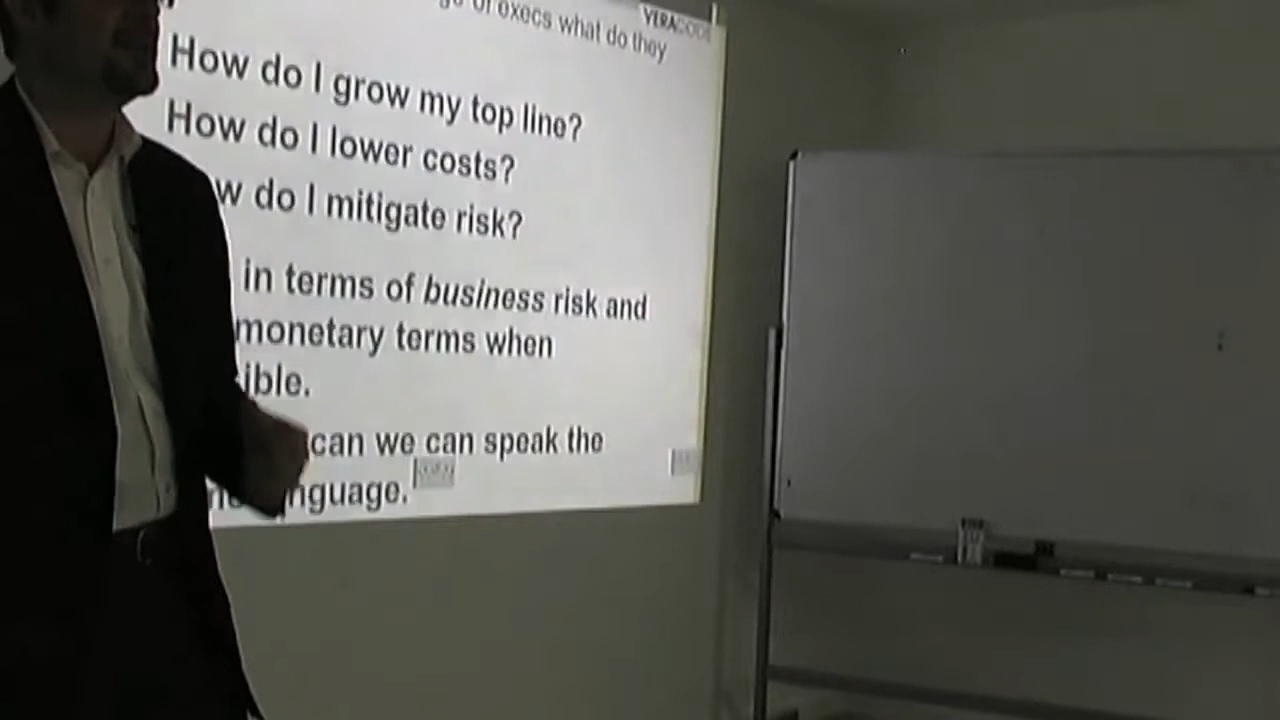 of execs what do they
VERACODE
How do I grow my top line?
How do I lower costs?
w do I mitigate risk?
in terms of business risk and
monetary terms when
ible.
can we can speak the
nguage.